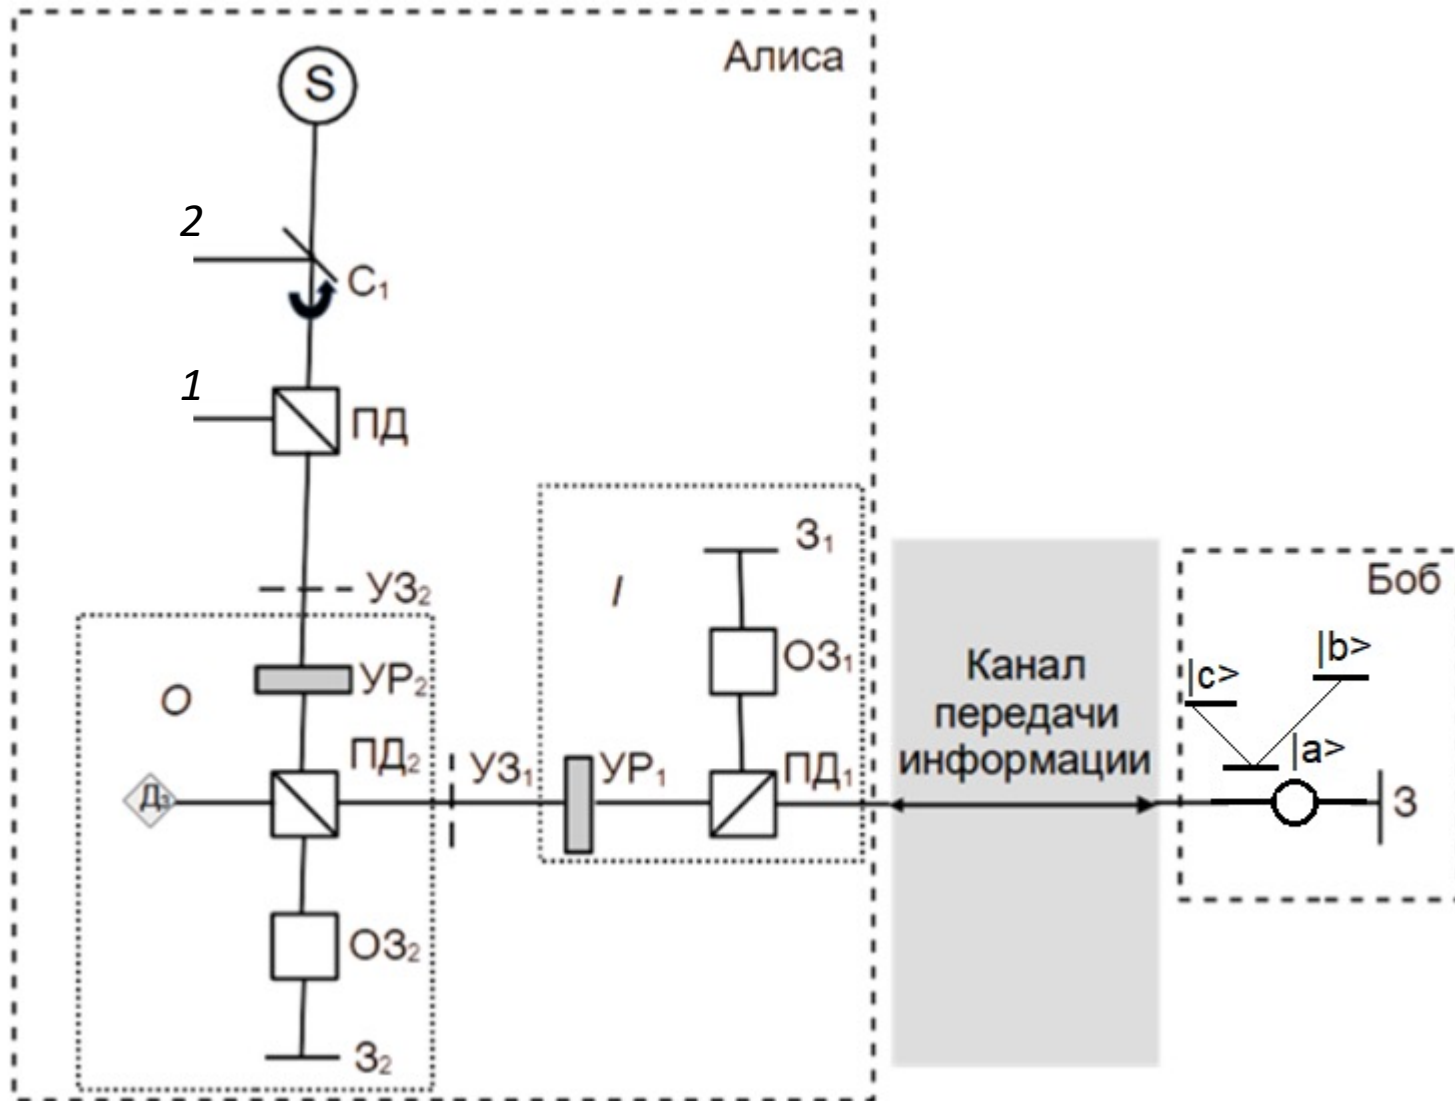 Алиса
S
2
C₁
1
ПД
УЗ₂
О
УР₂
ПД₂
Д₃
ОЗ₂
З₂
УЗ₁
I
З₁
ОЗ₁
УР₁
ПД₁
Канал
передачи
информации
Боб
|c>
|b>
|a>
З